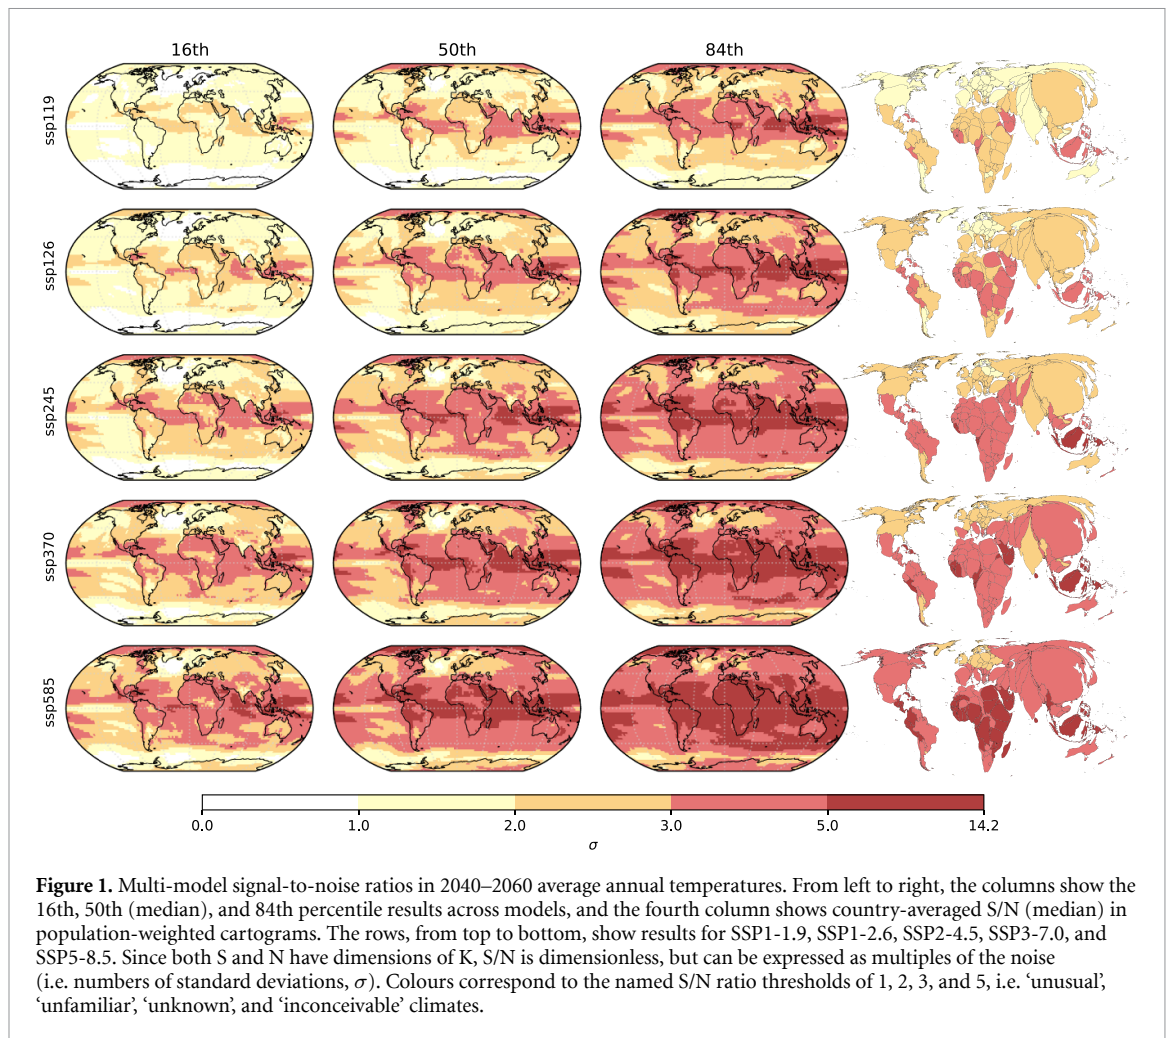 16th 50th 84th
ssp119
ssp126
ssp245
ssp370
ssp585
0.0 1.0 2.0 3.0 5.0 14.2
σ
Figure 1. Multi-model signal-to-noise ratios in 2040–2060 average annual temperatures. From left to right, the columns show the
16th, 50th (median), and 84th percentile results across models, and the fourth column shows country-averaged S/N (median) in
population-weighted cartograms. The rows, from top to bottom, show results for SSP1-1.9, SSP1-2.6, SSP2-4.5, SSP3-7.0, and
SSP5-8.5. Since both S and N have dimensions of K, S/N is dimensionless, but can be expressed as multiples of the noise
(i.e. numbers of standard deviations, σ). Colours correspond to the named S/N ratio thresholds of 1, 2, 3, and 5, i.e. ‘unusual’,
‘unfamiliar’, ‘unknown’, and ‘inconceivable’ climates.